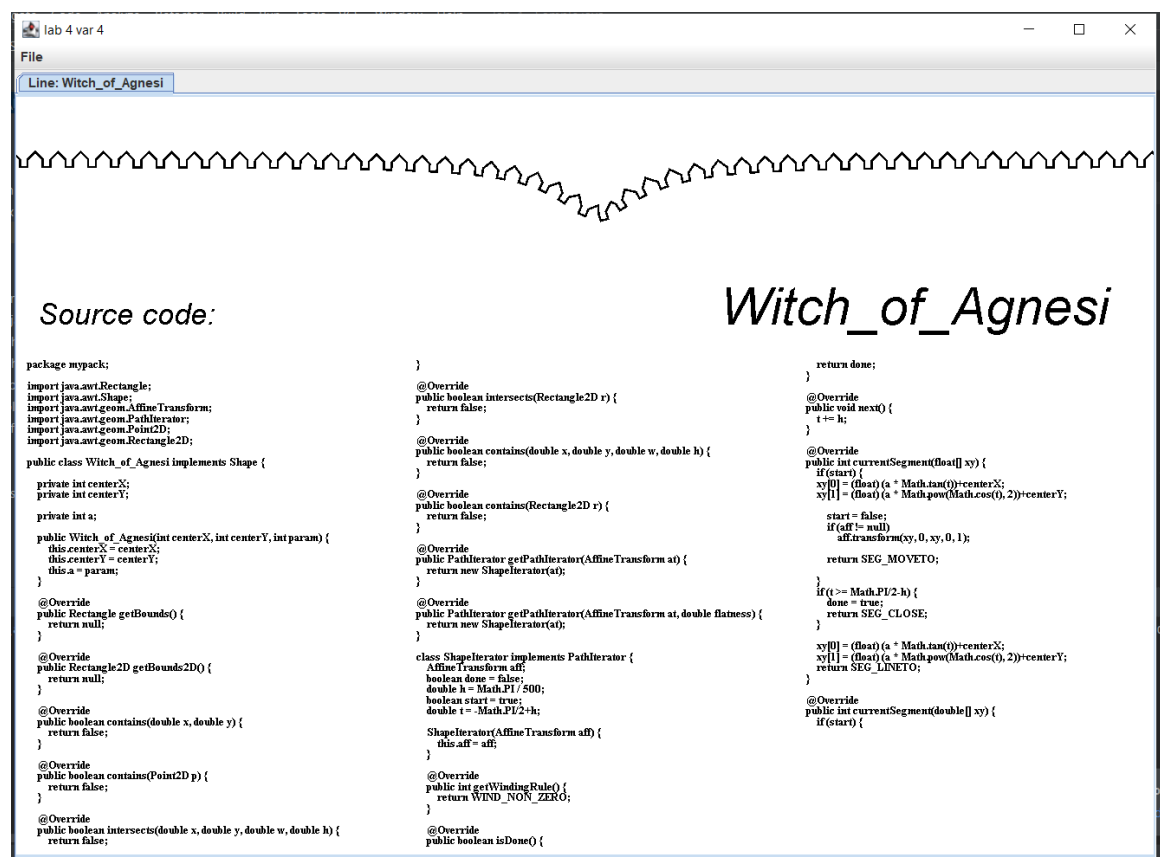 lab 4 var 4
File
Line: Witch_of_Agnesi
Source code:
Witch_of_Agnesi
package mypack;
import java.awt.Rectangle;
import java.awt.Shape;
import java.awt.geom.AffineTransform;
import java.awt.geom.PathIterator;
import java.awt.geom.Point2D;
import java.awt.geom.Rectangle2D;
public class Witch_of_Agnesi implements Shape {
private int centerX;
private int centerY;
private int a;
public Witch_of_Agnesi(int centerX, int centerY, int param) {
this.centerX = centerX;
this.centerY = centerY;
this.a = param;
}
@Override
public Rectangle getBounds() {
return null;
}
@Override
public Rectangle2D getBounds2D() {
return null;
}
@Override
public boolean contains(double x, double y) {
return false;
}
@Override
public boolean contains(Point2D p) {
return false;
}
@Override
public boolean intersects(double x, double y, double w, double h) {
return false;
}
@Override
public boolean intersects(Rectangle2D r) {
return false;
}
@Override
public boolean contains(double x, double y, double w, double h) {
return false;
}
@Override
public boolean contains(Rectangle2D r) {
return false;
}
@Override
public PathIterator getPathIterator(AffineTransform at) {
return new ShapeIterator(at);
}
@Override
public PathIterator getPathIterator(AffineTransform at, double flatness) {
return new ShapeIterator(at);
}
class ShapeIterator implements PathIterator {
AffineTransform aff;
boolean done = false;
double h = Math.PI / 500;
boolean start = true;
double t = -Math.PI/2+h;
ShapeIterator(AffineTransform aff) {
this.aff = aff;
}
@Override
public int getWindingRule() {
return WIND_NON_ZERO;
}
@Override
public boolean isDone() {
return done;
}
@Override
public void next() {
t += h;
}
@Override
public int currentSegment(float[] xy) {
if (start) {
xy[0] = (float) (a * Math.tan(t))+centerX;
xy[1] = (float) (a * Math.pow(Math.cos(t), 2))+centerY;
start = false;
if (aff != null)
aff.transform(xy, 0, xy, 0, 1);
return SEG_MOVETO;
}
if (t >= Math.PI/2-h) {
done = true;
return SEG_CLOSE;
}
xy[0] = (float) (a * Math.tan(t))+centerX;
xy[1] = (float) (a * Math.pow(Math.cos(t), 2))+centerY;
return SEG_LINETO;
}
@Override
public int currentSegment(double[] xy) {
if (start) {